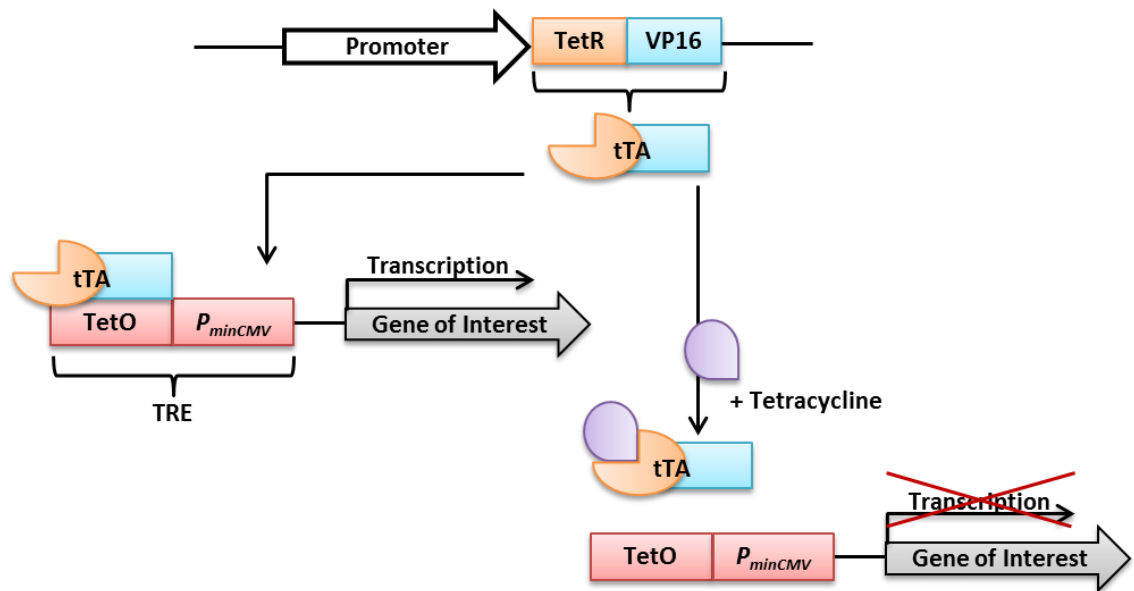 Promoter
TetR
VP16
tTA
tTA
Transcription
TetO
PminCMV
Gene of Interest
TRE
+ Tetracycline
tTA
Transcription
TetO
PminCMV
Gene of Interest